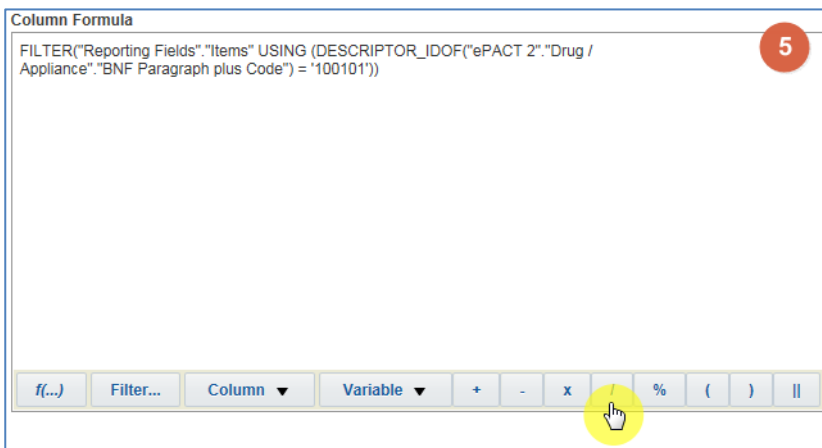 Column Formula
FILTER("Reporting Fields"."Items" USING (DESCRIPTOR_IDOF("ePACT 2"."Drug /
Appliance"."BNF Paragraph plus Code") = '100101'))
5
f(...) Filter... Column ▼ Variable ▼ + - x / % ( ) ||